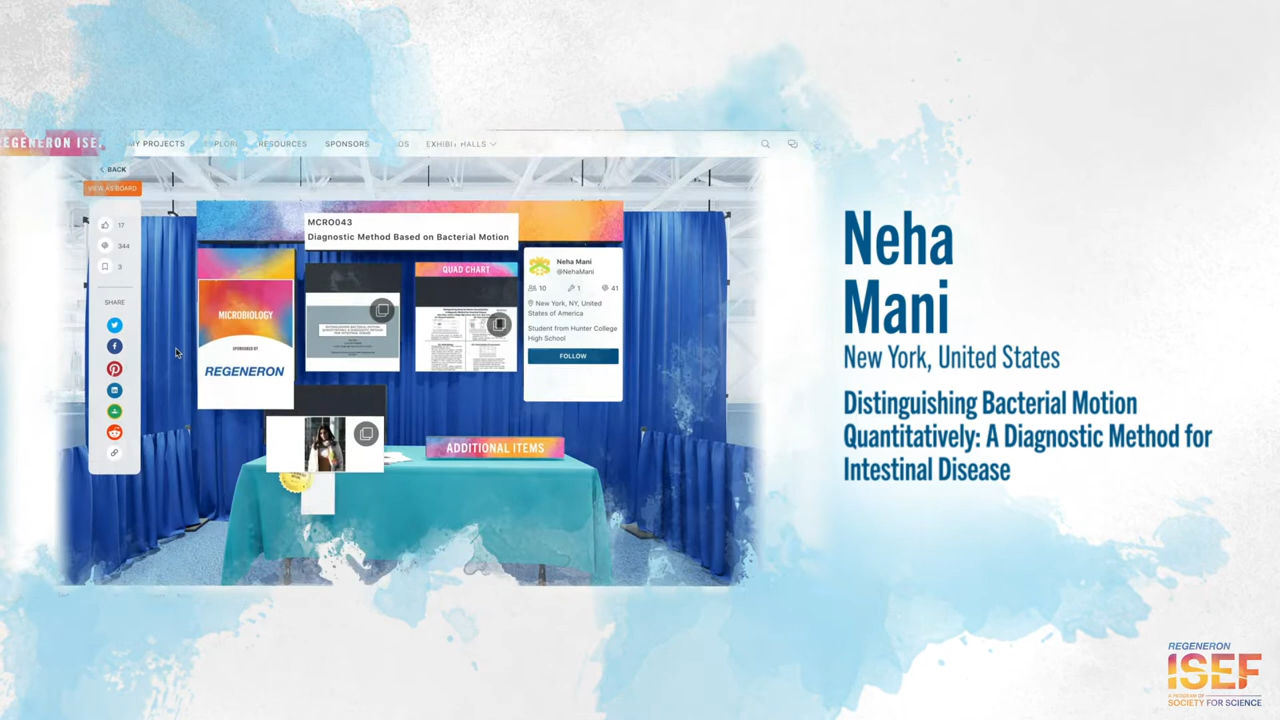 REGENERON ISEF
MY PROJECTS
EXPLORE
RESOURCES
SPONSORS
EXHIBIT HALLS
BACK
VIEW AS BOARD
17
344
3
SHARE
MCRO043
Diagnostic Method Based on Bacterial Motion
MICROBIOLOGY
SPONSORED BY
REGENERON
QUAD CHART
Neha Mani
@NehaMani
10
1
41
New York, NY, United
States of America
Student from Hunter College
High School
FOLLOW
ADDITIONAL ITEMS
Neha
Mani
New York, United States
Distinguishing Bacterial Motion
Quantitatively: A Diagnostic Method for
Intestinal Disease
REGENERON
ISEF
A PROGRAM OF
SOCIETY FOR SCIENCE